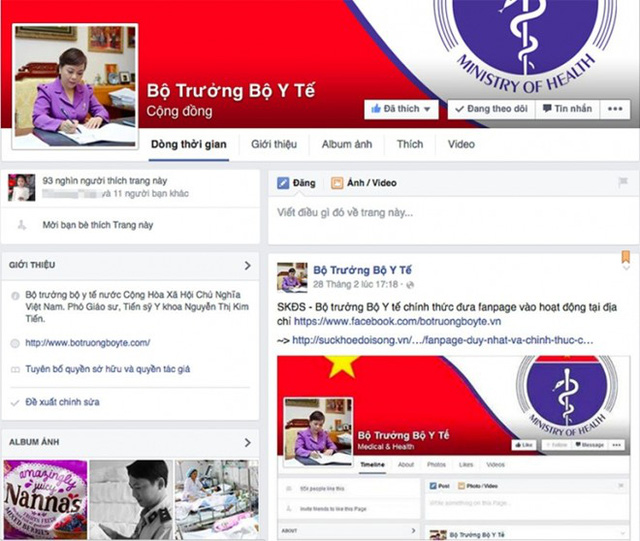 MINISTRY OF HEALTH
Bộ Trưởng Bộ Y Tế
Cộng đồng
Đã thích
Đang theo dõi
Tin nhắn
Dòng thời gian
Giới thiệu
Album ảnh
Thích
Video
93 nghìn người thích trang này
và 11 người bạn khác
Mời bạn bè thích Trang này
GIỚI THIỆU
Bộ trưởng bộ y tế nước Cộng Hòa Xã Hội Chủ Nghĩa
Việt Nam. Phó Giáo sư, Tiến sỹ Y khoa Nguyễn Thị Kim
Tiến.
http://www.botruongboyte.com/
Tuyên bố quyền sở hữu và quyền tác giả
Đề xuất chỉnh sửa
ALBUM ẢNH
amazingly
juicy
Nanna's
MIXED BERRIES
Đăng
Ảnh / Video
Viết điều gì đó về trang này...
Bộ Trưởng Bộ Y Tế
28 Tháng 2 lúc 17:18
SKĐS - Bộ trưởng Bộ Y tế chính thức đưa fanpage vào hoạt động tại địa
chỉ https://www.facebook.com/botruongboyte.vn
~> http://suckhoedoisong.vn/…/fanpage-duy-nhat-va-chinh-thuc-c…
MINISTRY OF HEALTH
Bộ Trưởng Bộ Y Tế
Medical & Health
Like
Follow
Message
Timeline
About
Photos
Likes
Videos
people like this
Invite friends to like this Page
ABOUT
Post
Photo / Video
Write something on this Page...
Bộ Trưởng Bộ Y Tế